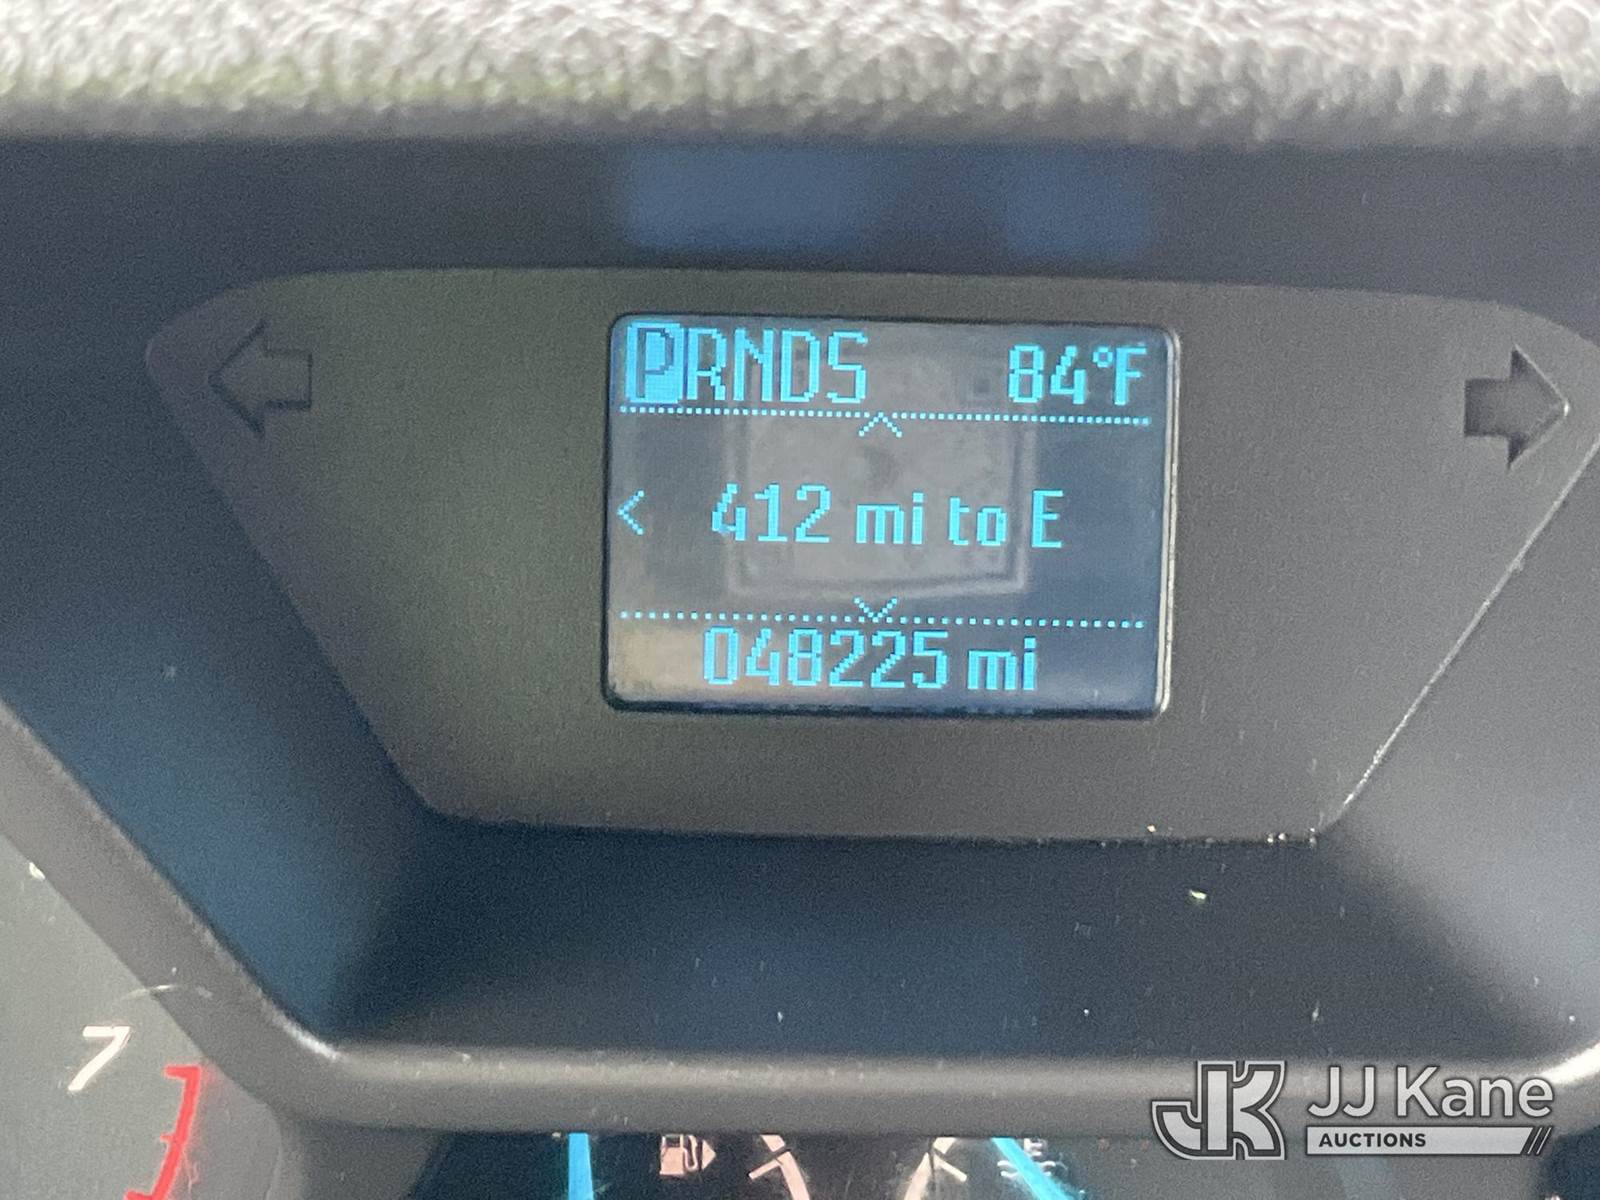 PRNDS 84°F
412 mi to E
048225 mi
7
JJ Kane
AUCTIONS